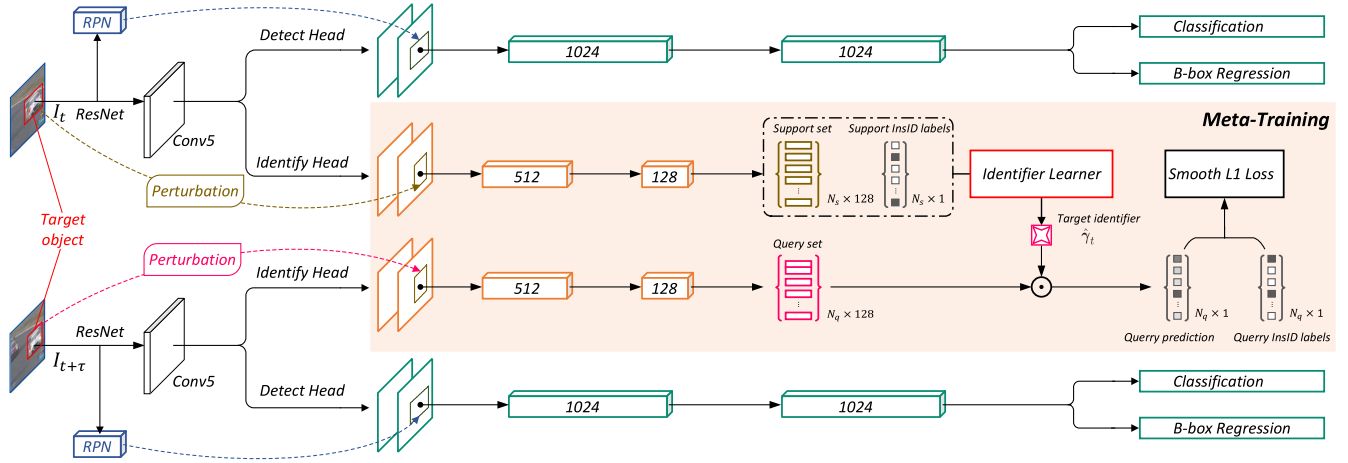 RPN
Detect Head
1024
1024
Classification
B-box Regression
I_t
ResNet
Conv5
Meta-Training
Identify Head
Perturbation
512
128
Support set
Support InsID labels
N_s × 128
N_s × 1
Identifier Learner
Smooth L1 Loss
Target
object
Target identifier
γ̂_t
Perturbation
Identify Head
512
128
Query set
N_q × 128
N_q × 1
N_q × 1
Querry prediction
Querry InsID labels
ResNet
I_{t+τ}
Conv5
Detect Head
1024
1024
Classification
B-box Regression
RPN